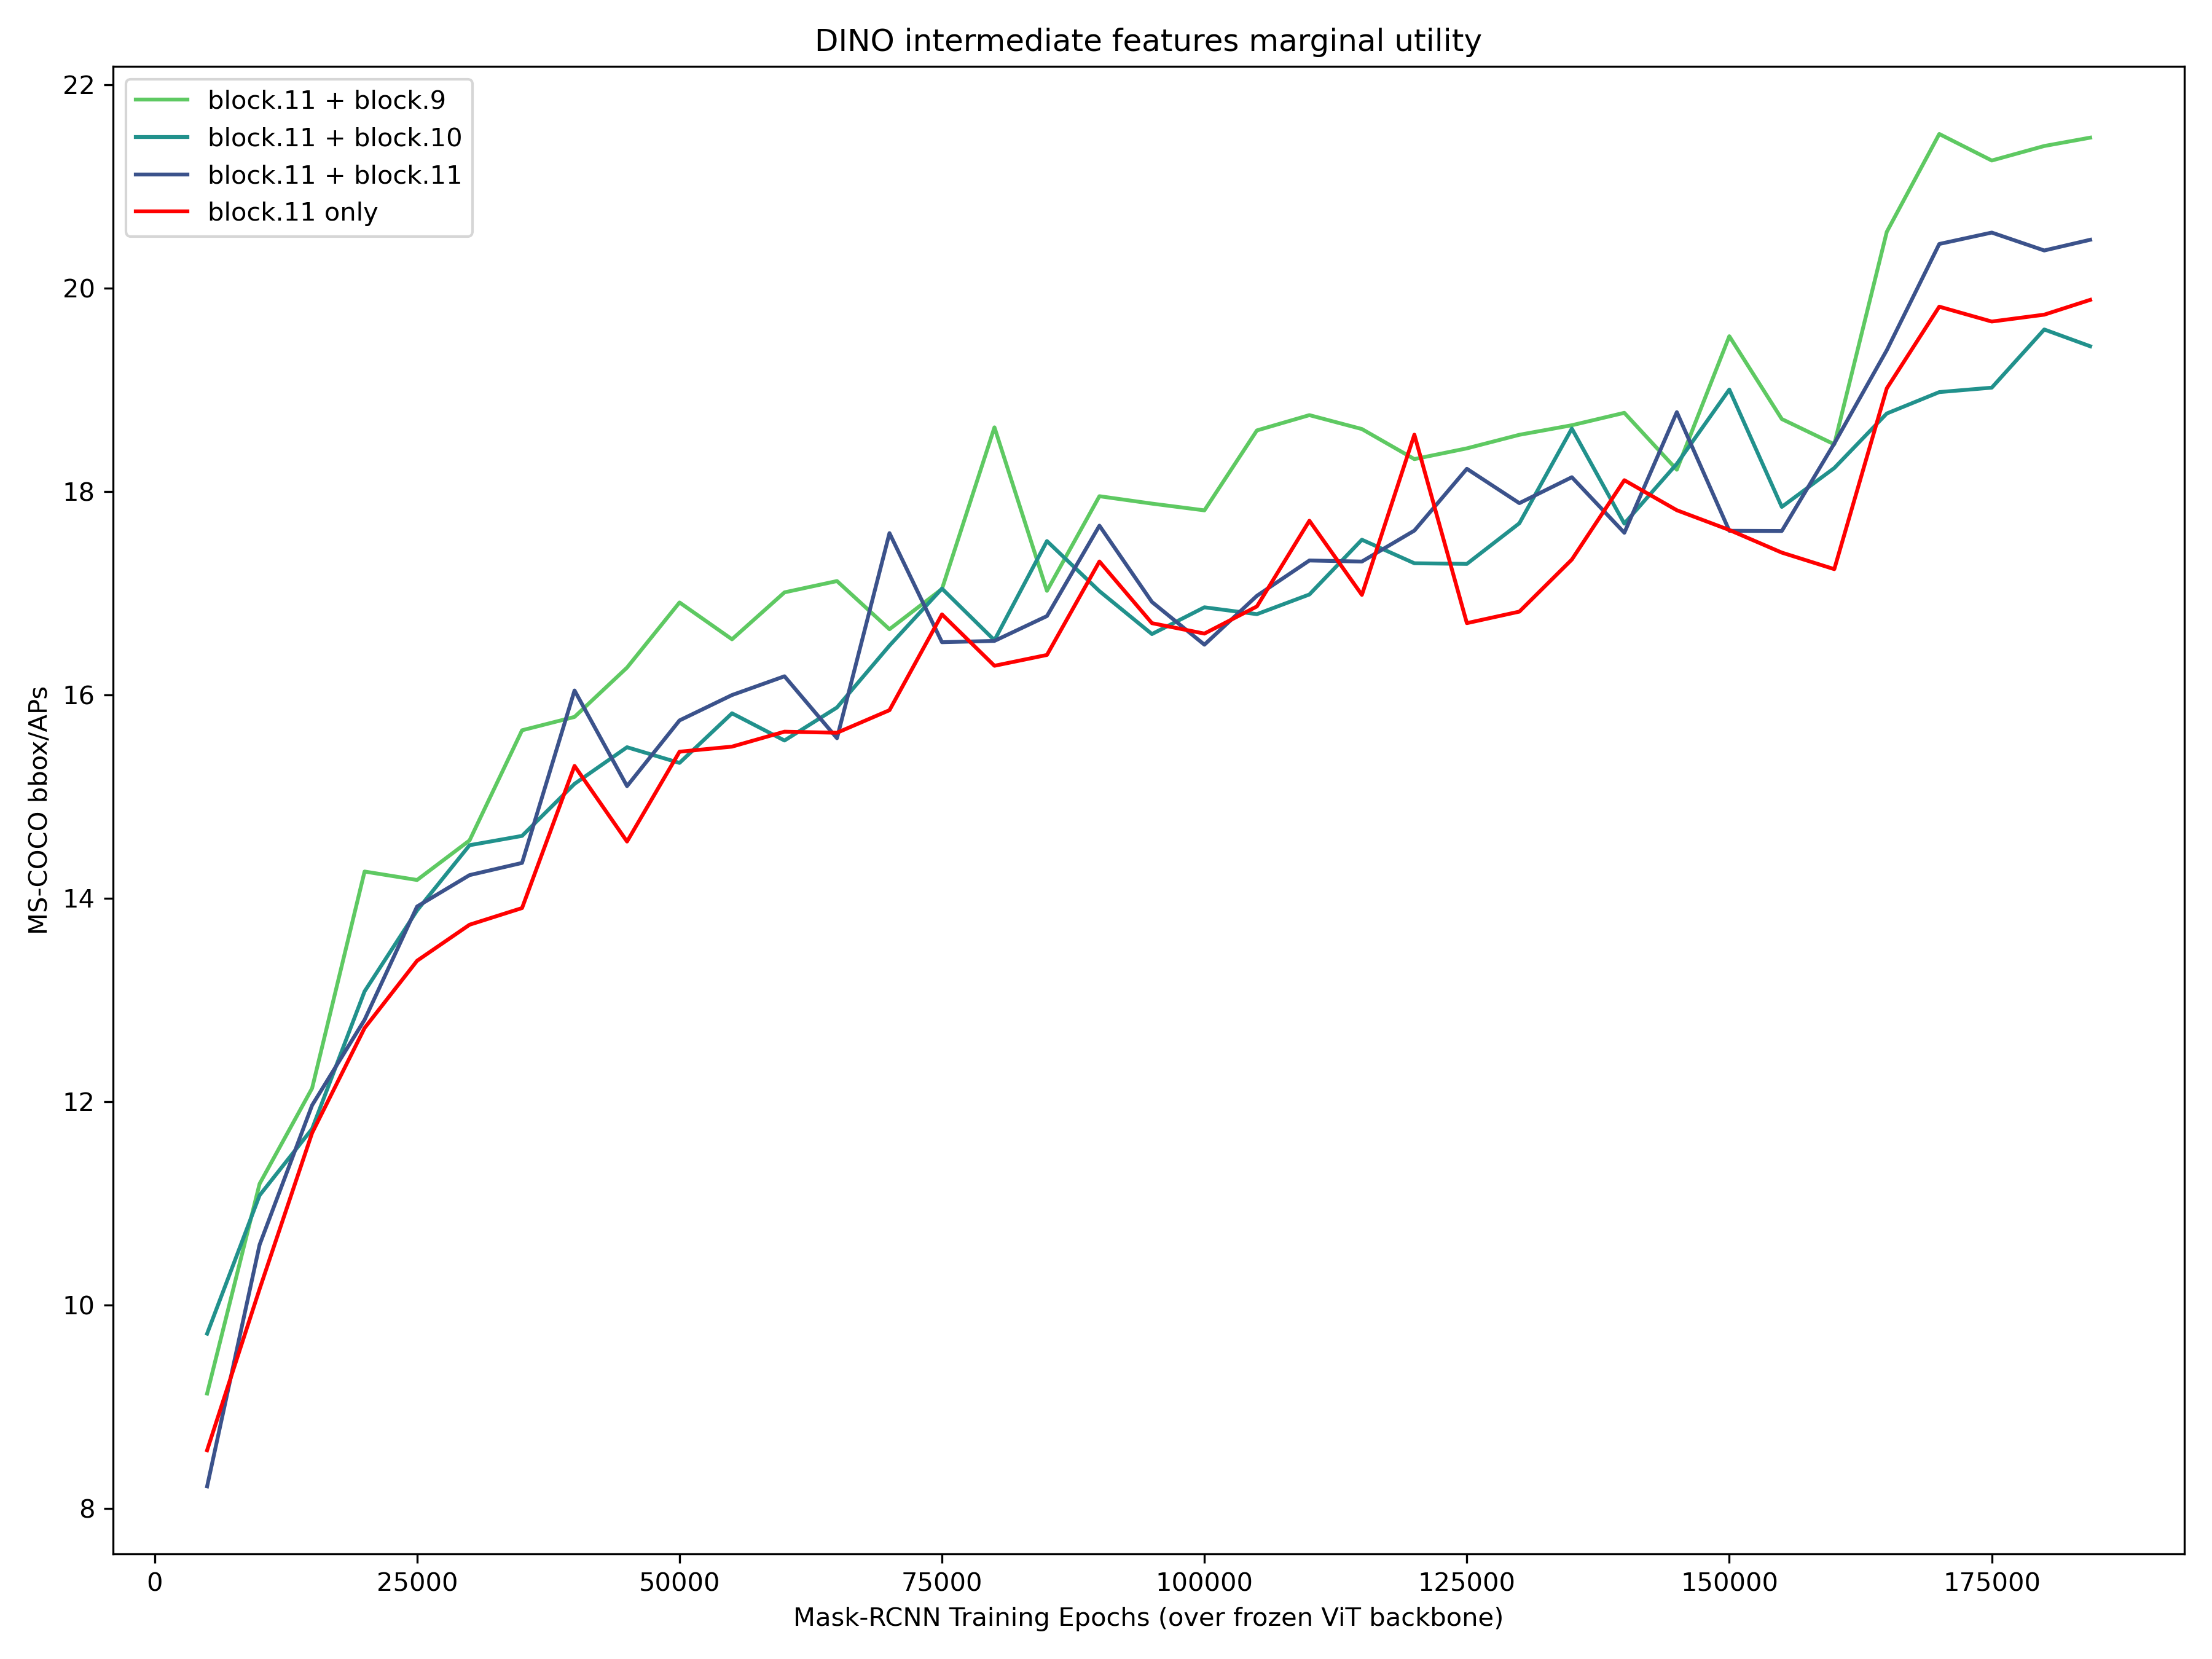 DINO intermediate features marginal utility
block.11 + block.9
block.11 + block.10
block.11 + block.11
block.11 only
MS-COCO bbox/APs
22
20
18
16
14
12
10
8
0 25000 50000 75000 100000 125000 150000 175000
Mask-RCNN Training Epochs (over frozen ViT backbone)